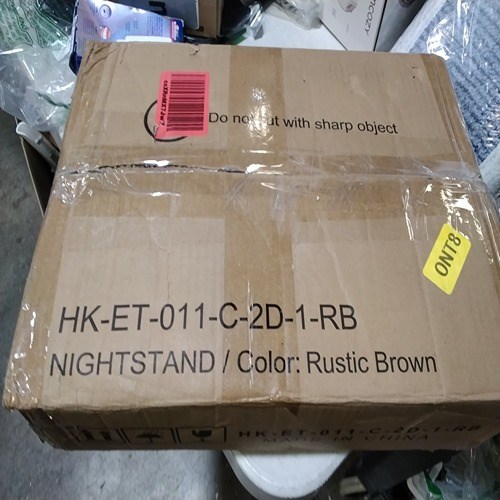 Do not cut with sharp object
ONT8
HK-ET-011-C-2D-1-RB
NIGHTSTAND / Color: Rustic Brown
HK-ET-011-C-2D-1-RB
MADE IN CHINA